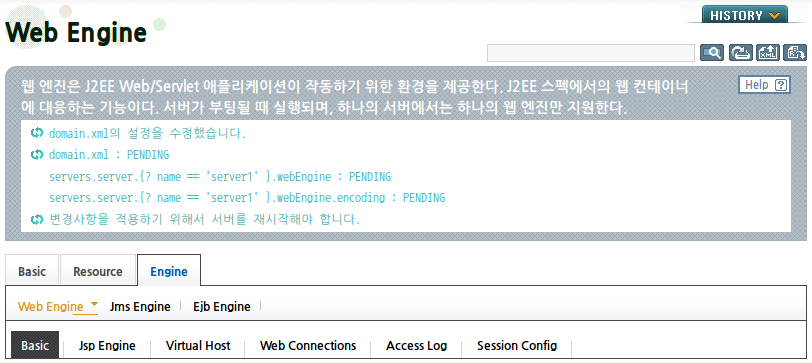 Web Engine
HISTORY
웹 엔진은 J2EE Web/Servlet 애플리케이션이 작동하기 위한 환경을 제공한다. J2EE 스펙에서의 웹 컨테이너
에 대응하는 기능이다. 서버가 부팅될 때 실행되며, 하나의 서버에서는 하나의 웹 엔진만 지원한다.
Help ?
domain.xml의 설정을 수정했습니다.
domain.xml : PENDING
servers.server.{? name == 'server1' }.webEngine : PENDING
servers.server.{? name == 'server1' }.webEngine.encoding : PENDING
변경사항을 적용하기 위해서 서버를 재시작해야 합니다.
Basic Resource Engine
Web Engine Jms Engine Ejb Engine
Basic Jsp Engine Virtual Host Web Connections Access Log Session Config